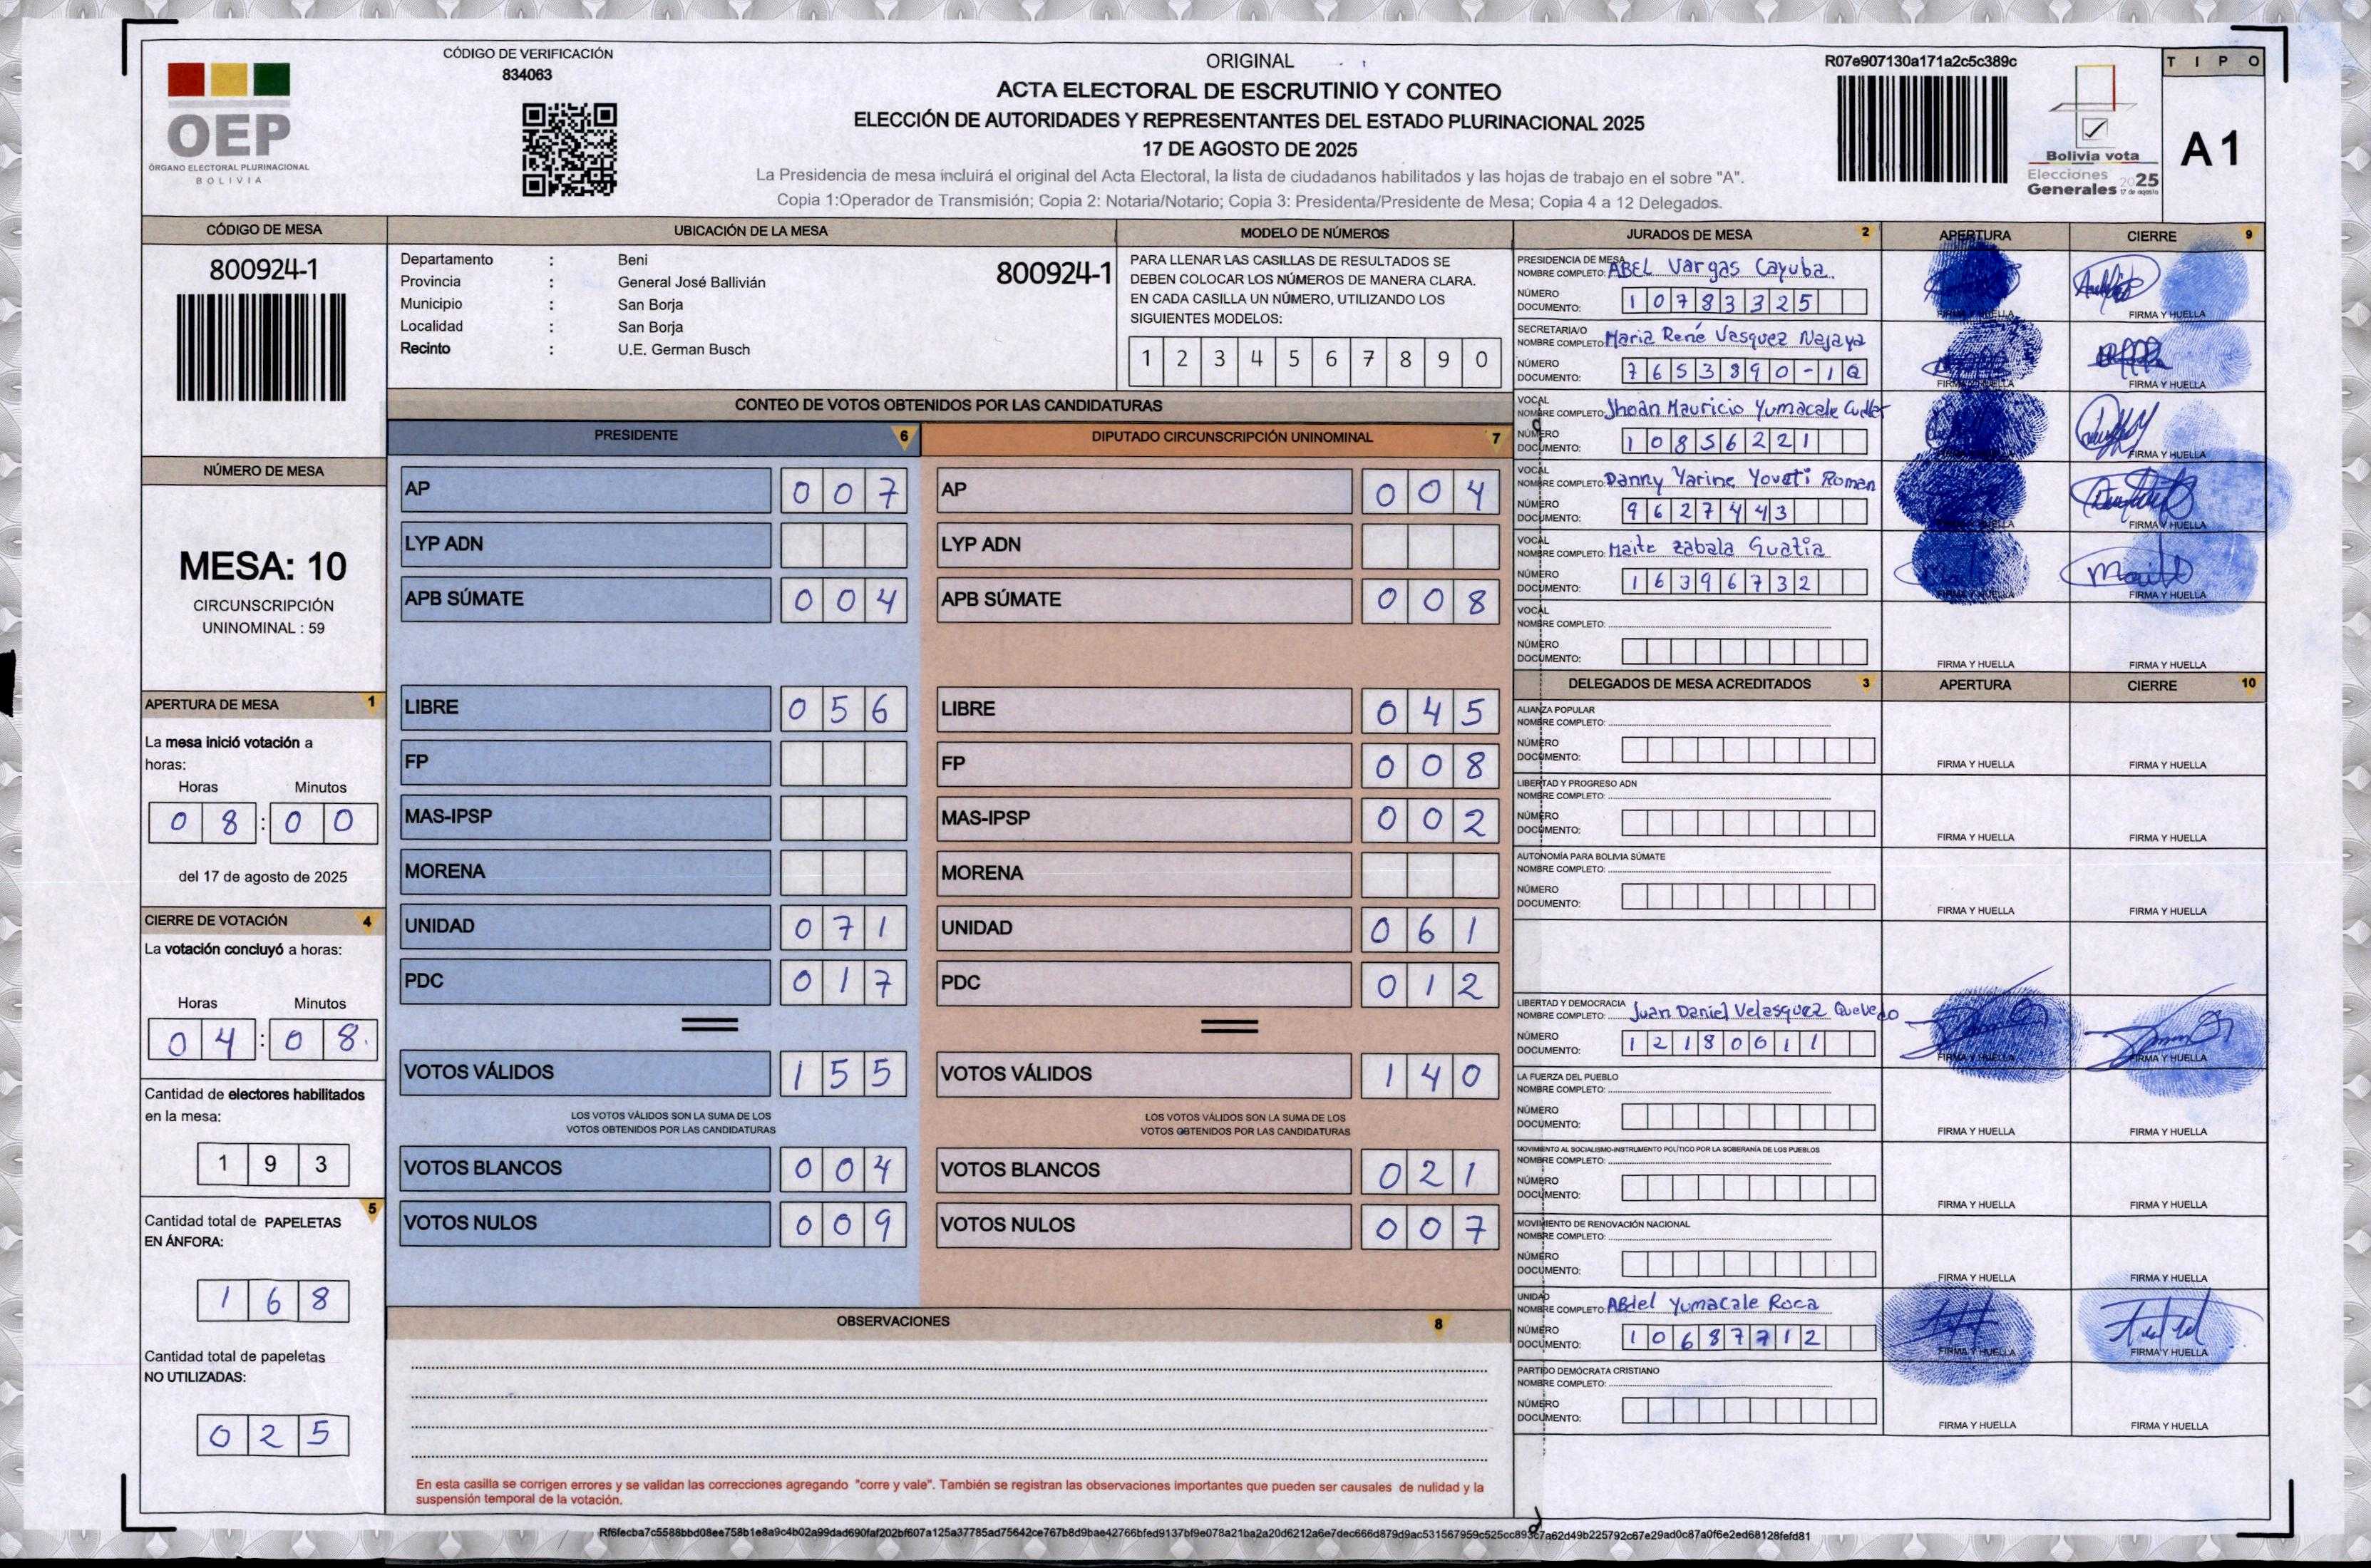 CÓDIGO DE VERIFICACIÓN
834063
OEP
ÓRGANO ELECTORAL PLURINACIONAL
BOLIVIA
ORIGINAL
ACTA ELECTORAL DE ESCRUTINIO Y CONTEO
ELECCIÓN DE AUTORIDADES Y REPRESENTANTES DEL ESTADO PLURINACIONAL 2025
17 DE AGOSTO DE 2025
La Presidencia de mesa incluirá el original del Acta Electoral, la lista de ciudadanos habilitados y las hojas de trabajo en el sobre "A".
Copia 1:Operador de Transmisión; Copia 2: Notaria/Notario; Copia 3: Presidenta/Presidente de Mesa; Copia 4 a 12 Delegados.
R07e907130a171a2c5c389c
Bolivia vota
Elecciones
Generales 2025
17 de agosto
TIPO
A1
CÓDIGO DE MESA
800924-1
NÚMERO DE MESA
MESA: 10
CIRCUNSCRIPCIÓN
UNINOMINAL : 59
APERTURA DE MESA 1
La mesa inició votación a
horas:
Horas Minutos
08:00
del 17 de agosto de 2025
CIERRE DE VOTACIÓN 4
La votación concluyó a horas:
Horas Minutos
04:08.
Cantidad de electores habilitados
en la mesa:
193
5
Cantidad total de PAPELETAS
EN ÁNFORA:
168
Cantidad total de papeletas
NO UTILIZADAS:
025
UBICACIÓN DE LA MESA
Departamento : Beni
800924-1
Provincia : General José Ballivián
Municipio : San Borja
Localidad : San Borja
Recinto : U.E. German Busch
MODELO DE NÚMEROS
PARA LLENAR LAS CASILLAS DE RESULTADOS SE
DEBEN COLOCAR LOS NÚMEROS DE MANERA CLARA.
EN CADA CASILLA UN NÚMERO, UTILIZANDO LOS
SIGUIENTES MODELOS:
1 2 3 4 5 6 7 8 9 0
CONTEO DE VOTOS OBTENIDOS POR LAS CANDIDATURAS
PRESIDENTE 6
AP 007
LYP ADN
APB SÚMATE 004
LIBRE 056
FP
MAS-IPSP
MORENA
UNIDAD 071
PDC 017
VOTOS VÁLIDOS 155
LOS VOTOS VÁLIDOS SON LA SUMA DE LOS
VOTOS OBTENIDOS POR LAS CANDIDATURAS
VOTOS BLANCOS 004
VOTOS NULOS 009
DIPUTADO CIRCUNSCRIPCIÓN UNINOMINAL 7
AP 004
LYP ADN
APB SÚMATE 008
LIBRE 045
FP 008
MAS-IPSP 002
MORENA
UNIDAD 061
PDC 012
VOTOS VÁLIDOS 140
LOS VOTOS VÁLIDOS SON LA SUMA DE LOS
VOTOS OBTENIDOS POR LAS CANDIDATURAS
VOTOS BLANCOS 021
VOTOS NULOS 007
OBSERVACIONES 8
En esta casilla se corrigen errores y se validan las correcciones agregando "corre y vale". También se registran las observaciones importantes que pueden ser causales de nulidad y la
suspensión temporal de la votación.
JURADOS DE MESA 2 APERTURA CIERRE 9
PRESIDENCIA DE MESA
NOMBRE COMPLETO: ABEL Vargas Cayuba.
NÚMERO
DOCUMENTO: 10783325
FIRMA Y HUELLA FIRMA Y HUELLA
SECRETARIA/O
NOMBRE COMPLETO: Maria René Vasquez Najaya
NÚMERO
DOCUMENTO: 7653890-1Q
FIRMA Y HUELLA FIRMA Y HUELLA
VOCAL
NOMBRE COMPLETO: Jhoan Mauricio Yumacale Cuellar
NÚMERO
DOCUMENTO: 10856221
FIRMA Y HUELLA
VOCAL
NOMBRE COMPLETO: Danny Yarine Yovati Roman
NÚMERO
DOCUMENTO: 9627443
FIRMA Y HUELLA FIRMA Y HUELLA
VOCAL
NOMBRE COMPLETO: Maite Zabala Guatia
NÚMERO
DOCUMENTO: 16396732
FIRMA Y HUELLA FIRMA Y HUELLA
VOCAL
NOMBRE COMPLETO:
NÚMERO
DOCUMENTO:
FIRMA Y HUELLA FIRMA Y HUELLA
DELEGADOS DE MESA ACREDITADOS 3 APERTURA CIERRE 10
ALIANZA POPULAR
NOMBRE COMPLETO:
NÚMERO
DOCUMENTO:
FIRMA Y HUELLA FIRMA Y HUELLA
LIBERTAD Y PROGRESO ADN
NOMBRE COMPLETO:
NÚMERO
DOCUMENTO:
FIRMA Y HUELLA FIRMA Y HUELLA
AUTONOMÍA PARA BOLIVIA SÚMATE
NOMBRE COMPLETO:
NÚMERO
DOCUMENTO:
FIRMA Y HUELLA FIRMA Y HUELLA
LIBERTAD Y DEMOCRACIA
NOMBRE COMPLETO: Juan Daniel Velasquez Quevedo
NÚMERO
DOCUMENTO: 12180011
FIRMA Y HUELLA FIRMA Y HUELLA
LA FUERZA DEL PUEBLO
NOMBRE COMPLETO:
NÚMERO
DOCUMENTO:
FIRMA Y HUELLA FIRMA Y HUELLA
MOVIMIENTO AL SOCIALISMO-INSTRUMENTO POLÍTICO POR LA SOBERANÍA DE LOS PUEBLOS
NOMBRE COMPLETO:
NÚMERO
DOCUMENTO:
FIRMA Y HUELLA FIRMA Y HUELLA
MOVIMIENTO DE RENOVACIÓN NACIONAL
NOMBRE COMPLETO:
NÚMERO
DOCUMENTO:
FIRMA Y HUELLA FIRMA Y HUELLA
UNIDAD
NOMBRE COMPLETO: ABdel Yumacale Roca
NÚMERO
DOCUMENTO: 10687712
FIRMA Y HUELLA FIRMA Y HUELLA
PARTIDO DEMÓCRATA CRISTIANO
NOMBRE COMPLETO:
NÚMERO
DOCUMENTO:
FIRMA Y HUELLA FIRMA Y HUELLA